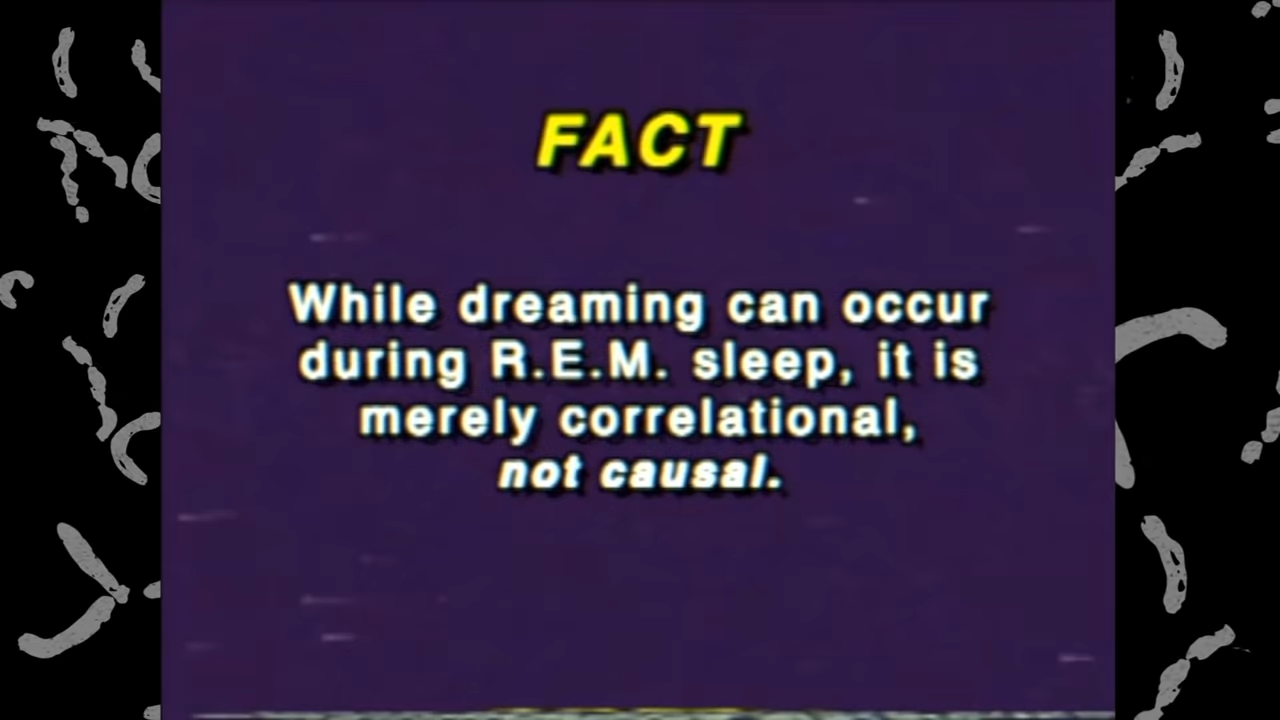 FACT
While dreaming can occur
during R.E.M. sleep, it is
merely correlational,
not causal.